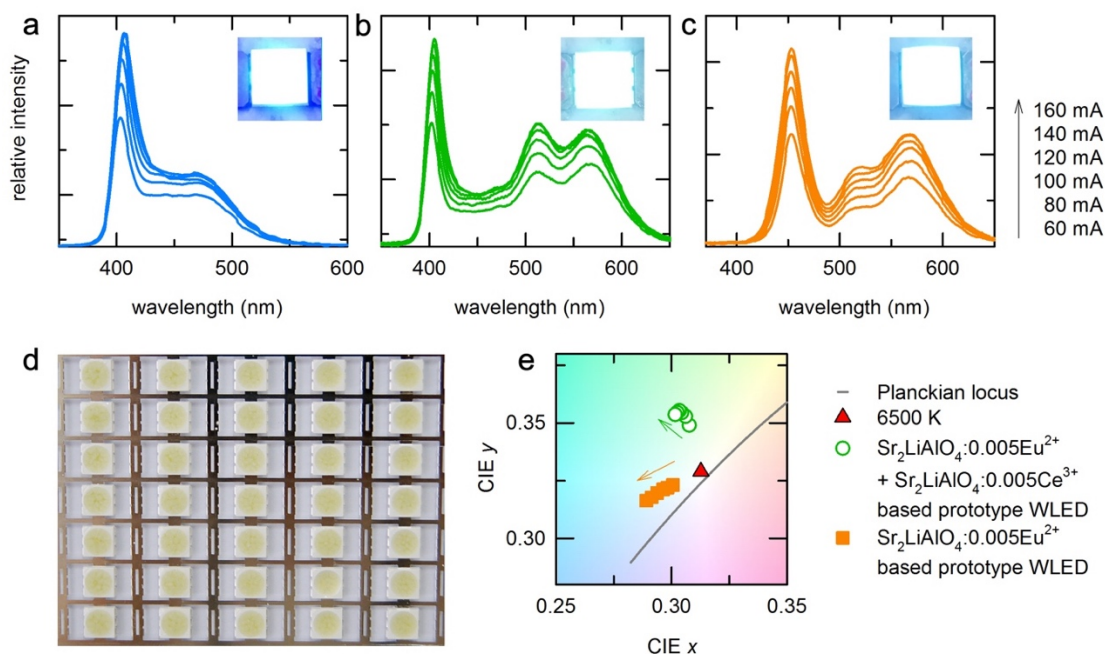 a
b
c
relative intensity
400 500 600
400 500 600
400 500 600
wavelength (nm)
wavelength (nm)
wavelength (nm)
160 mA
140 mA
120 mA
100 mA
80 mA
60 mA
d
e
CIE y
0.35
0.30
0.25 0.30 0.35
CIE x
Planckian locus
6500 K
Sr₂LiAlO₄:0.005Eu²⁺
+ Sr₂LiAlO₄:0.005Ce³⁺
based prototype WLED
Sr₂LiAlO₄:0.005Eu²⁺
based prototype WLED